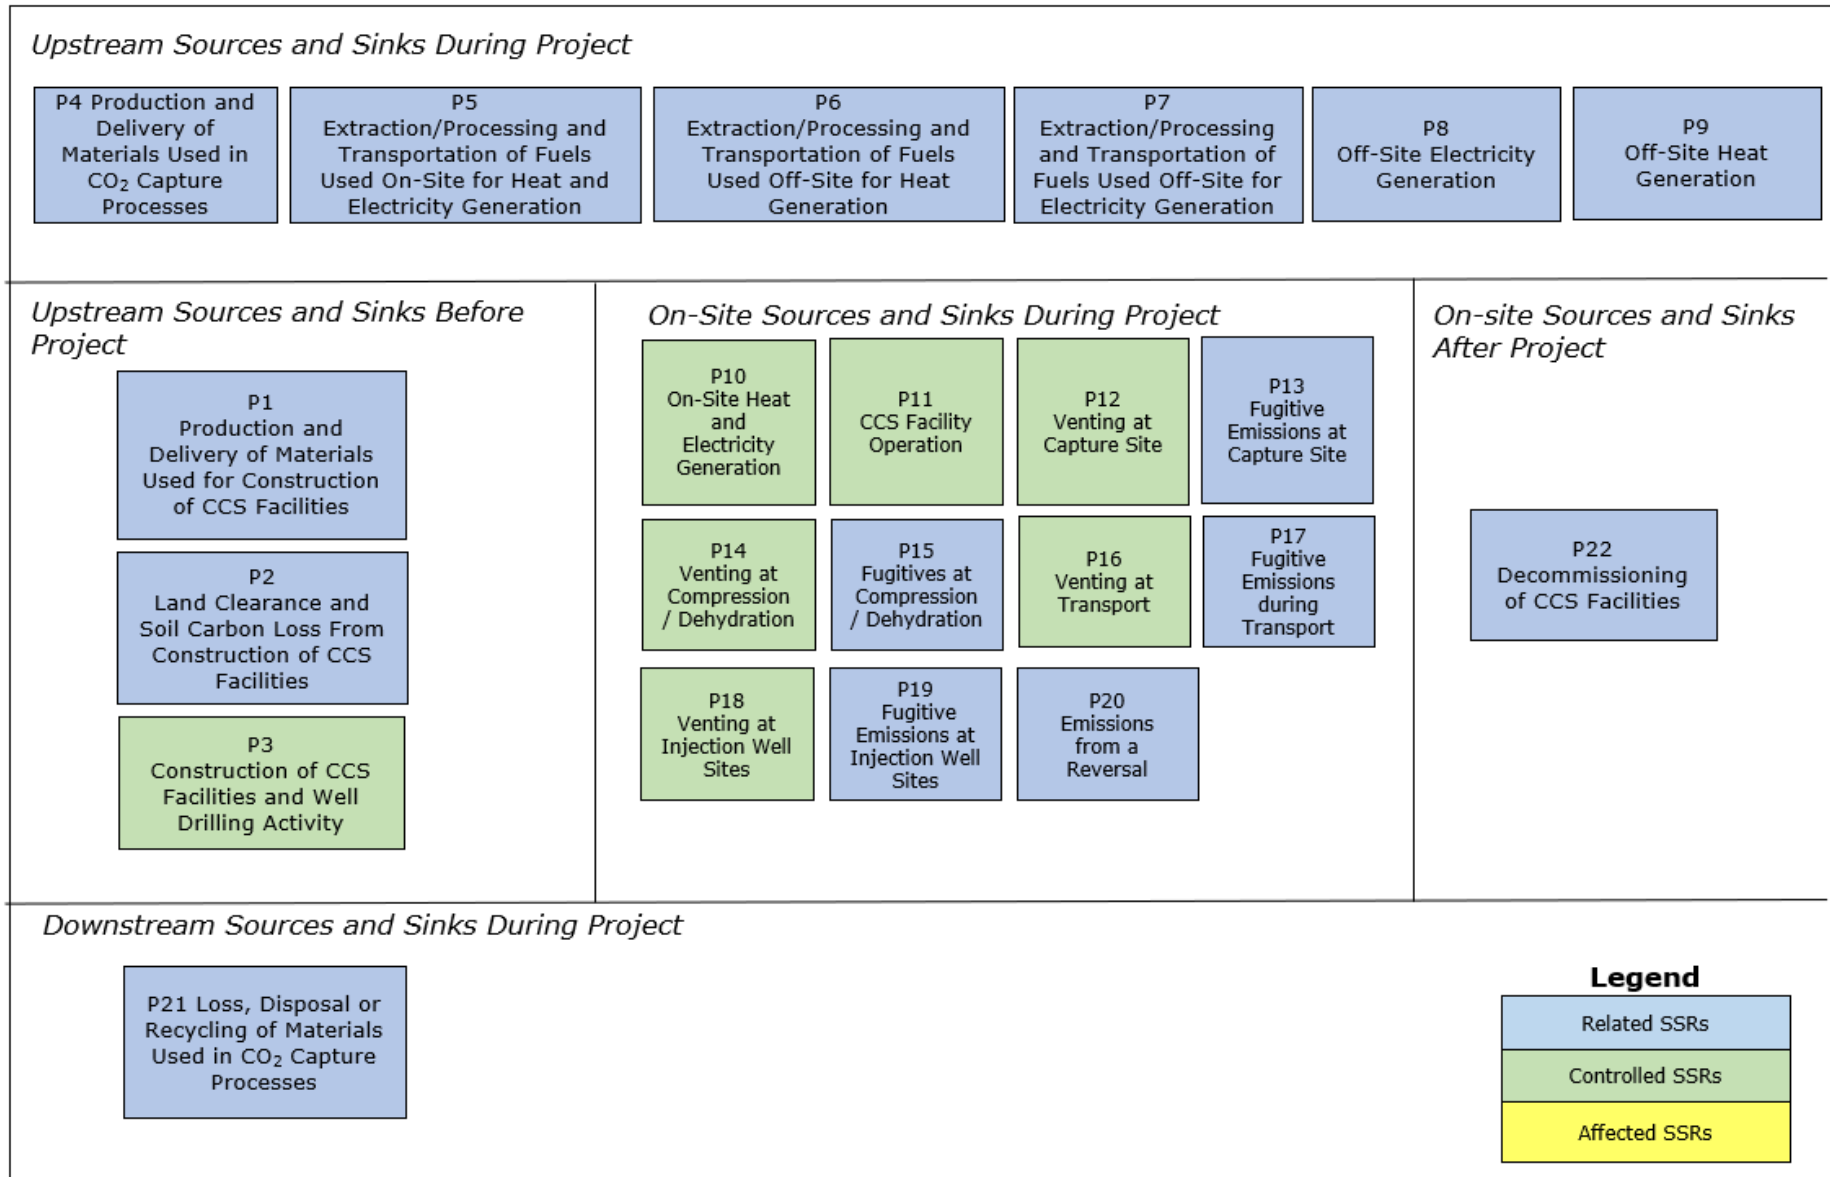 Upstream Sources and Sinks During Project
P4 Production and
Delivery of
Materials Used in
CO₂ Capture
Processes
P5
Extraction/Processing and
Transportation of Fuels
Used On-Site for Heat and
Electricity Generation
P6
Extraction/Processing and
Transportation of Fuels
Used Off-Site for Heat
Generation
P7
Extraction/Processing
and Transportation of
Fuels Used Off-Site for
Electricity Generation
P8
Off-Site Electricity
Generation
P9
Off-Site Heat
Generation
Upstream Sources and Sinks Before
Project
P1
Production and
Delivery of Materials
Used for Construction
of CCS Facilities
P2
Land Clearance and
Soil Carbon Loss From
Construction of CCS
Facilities
P3
Construction of CCS
Facilities and Well
Drilling Activity
On-Site Sources and Sinks During Project
P10
On-Site Heat
and
Electricity
Generation
P11
CCS Facility
Operation
P12
Venting at
Capture Site
P13
Fugitive
Emissions at
Capture Site
P14
Venting at
Compression
/ Dehydration
P15
Fugitives at
Compression
/ Dehydration
P16
Venting at
Transport
P17
Fugitive
Emissions
during
Transport
P18
Venting at
Injection Well
Sites
P19
Fugitive
Emissions at
Injection Well
Sites
P20
Emissions
from a
Reversal
On-site Sources and Sinks
After Project
P22
Decommissioning
of CCS Facilities
Downstream Sources and Sinks During Project
P21 Loss, Disposal or
Recycling of Materials
Used in CO₂ Capture
Processes
Legend
Related SSRs
Controlled SSRs
Affected SSRs